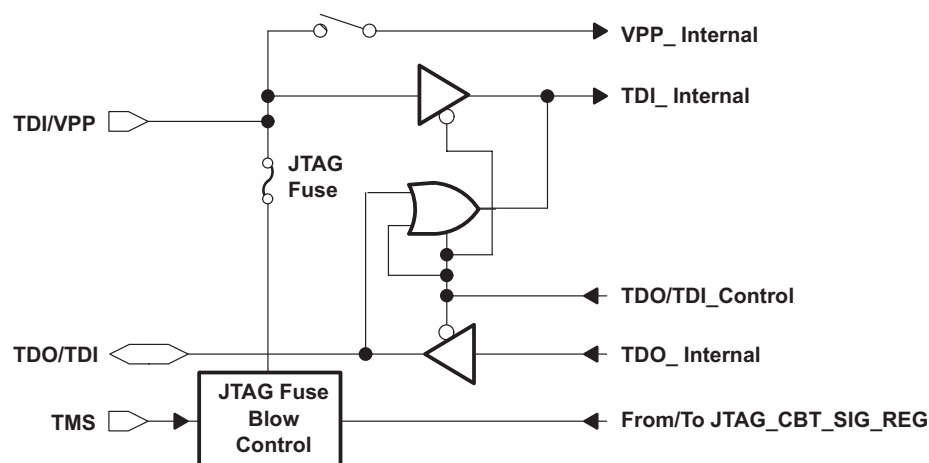 VPP_ Internal
TDI_ Internal
TDI/VPP
JTAG
Fuse
TDO/TDI_Control
TDO/TDI
TDO_ Internal
JTAG Fuse
Blow
Control
TMS
From/To JTAG_CBT_SIG_REG